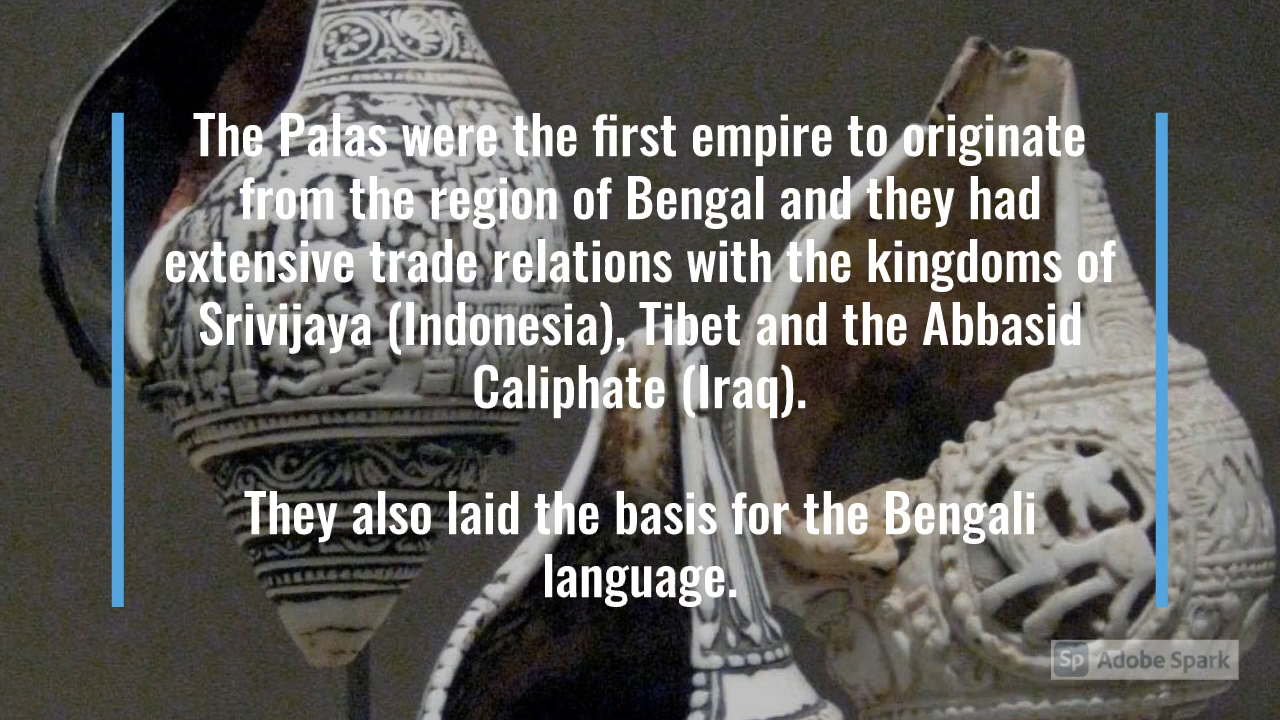 The Palas were the first empire to originate
from the region of Bengal and they had
extensive trade relations with the kingdoms of
Srivijaya (Indonesia), Tibet and the Abbasid
Caliphate (Iraq).
They also laid the basis for the Bengali
language.
Sp Adobe Spark